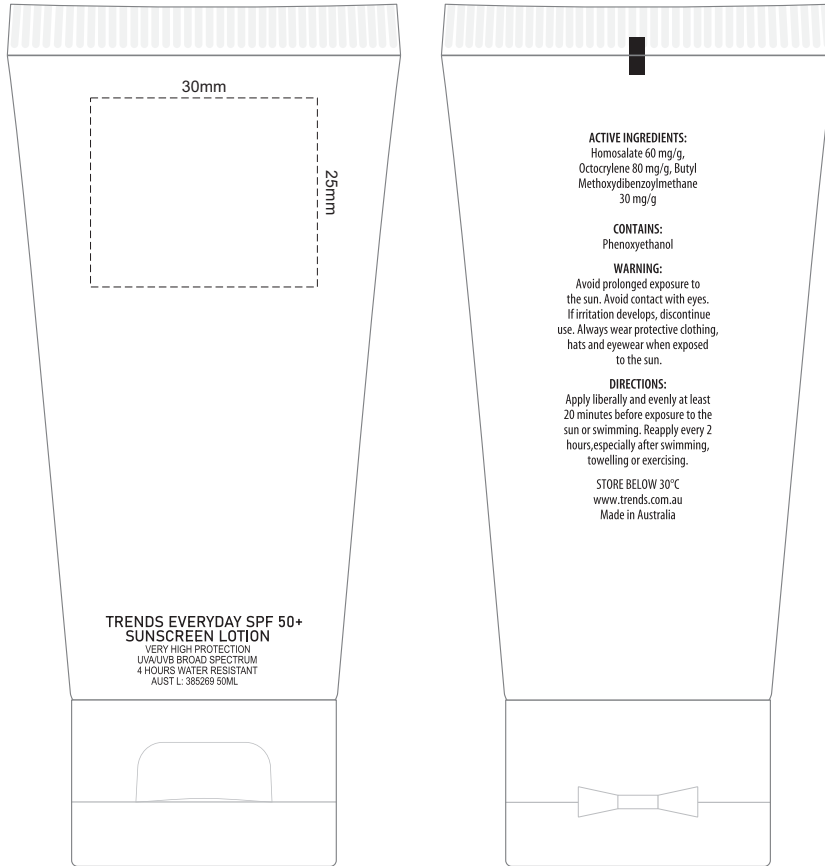 30mm
25mm
TRENDS EVERYDAY SPF 50+
SUNSCREEN LOTION
VERY HIGH PROTECTION
UVA/UVB BROAD SPECTRUM
4 HOURS WATER RESISTANT
AUST L: 385269 50ML
ACTIVE INGREDIENTS:
Homosalate 60 mg/g,
Octocrylene 80 mg/g, Butyl
Methoxydibenzoylmethane
30 mg/g
CONTAINS:
Phenoxyethanol
WARNING:
Avoid prolonged exposure to
the sun. Avoid contact with eyes.
If irritation develops, discontinue
use. Always wear protective clothing,
hats and eyewear when exposed
to the sun.
DIRECTIONS:
Apply liberally and evenly at least
20 minutes before exposure to the
sun or swimming. Reapply every 2
hours,especially after swimming,
towelling or exercising.
STORE BELOW 30°C
www.trends.com.au
Made in Australia